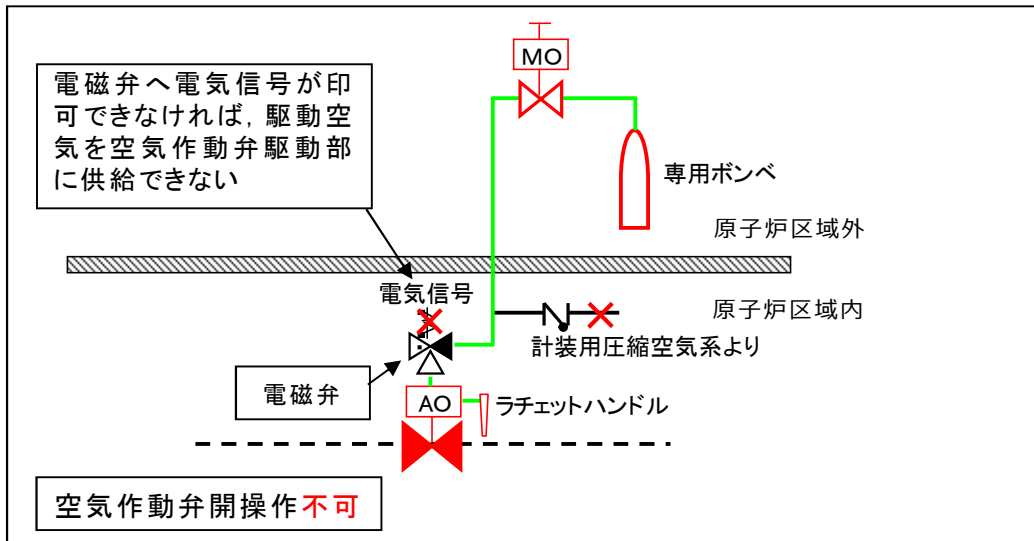 MO
電磁弁へ電気信号が印
可できなければ，駆動空
気を空気作動弁駆動部
に供給できない
専用ボンベ
原子炉区域外
電気信号
原子炉区域内
計装用圧縮空気系より
電磁弁
AO
ラチェットハンドル
空気作動弁開操作不可